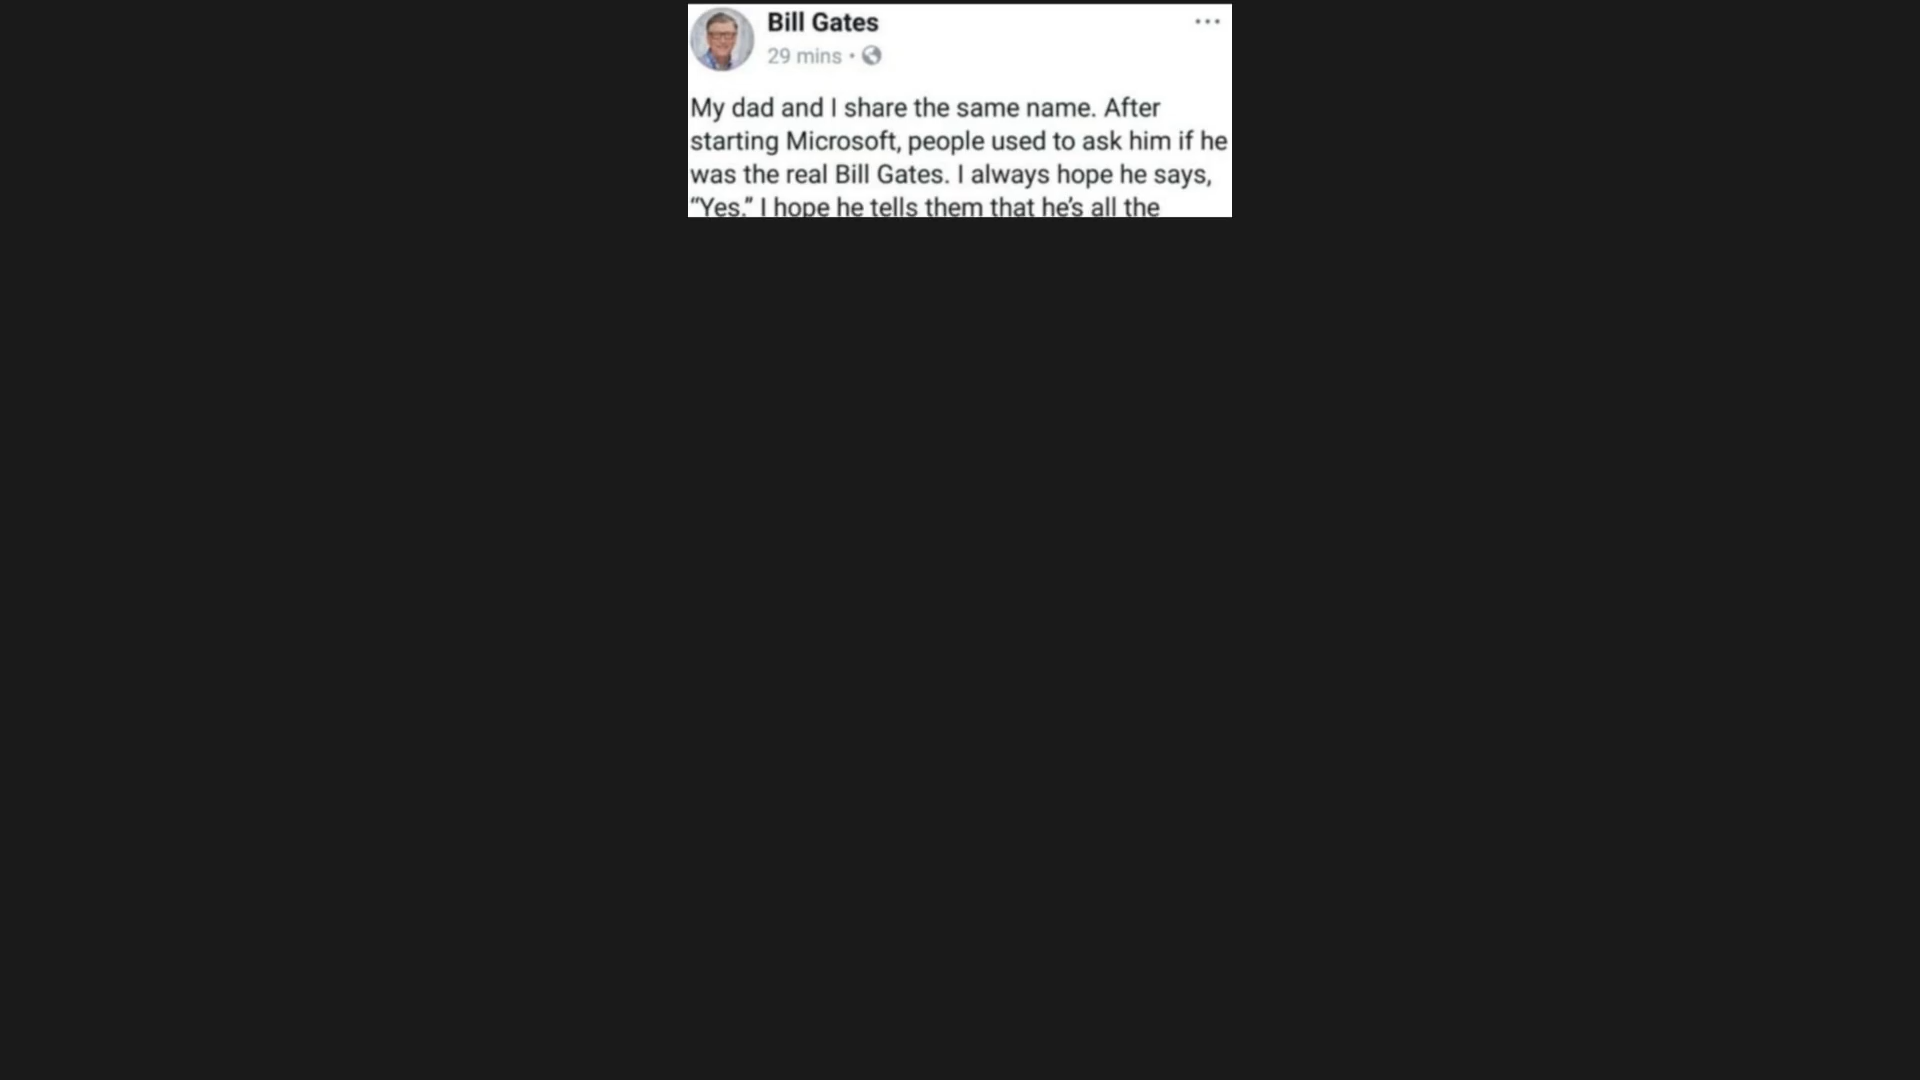 Bill Gates
29 mins ·
My dad and I share the same name. After
starting Microsoft, people used to ask him if he
was the real Bill Gates. I always hope he says,
“Yes.” I hope he tells them that he’s all the